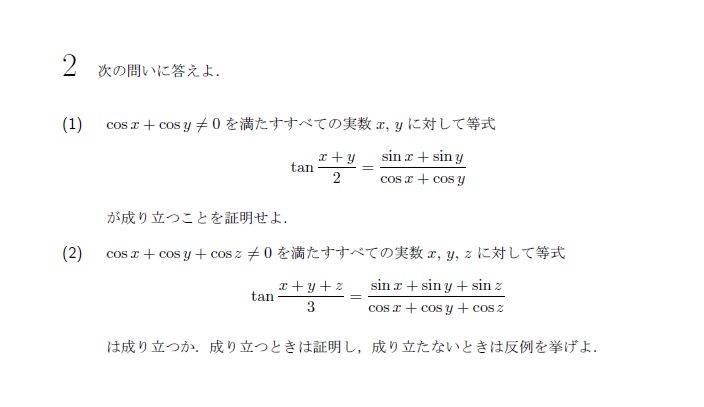 2 次の問いに答えよ．
(1) cos x + cos y ≠ 0 を満たすすべての実数 x, y に対して等式
tan \frac{x + y}{2} = \frac{sin x + sin y}{cos x + cos y}
が成り立つことを証明せよ．
(2) cos x + cos y + cos z ≠ 0 を満たすすべての実数 x, y, z に対して等式
tan \frac{x + y + z}{3} = \frac{sin x + sin y + sin z}{cos x + cos y + cos z}
は成り立つか．成り立つときは証明し，成り立たないときは反例を挙げよ．